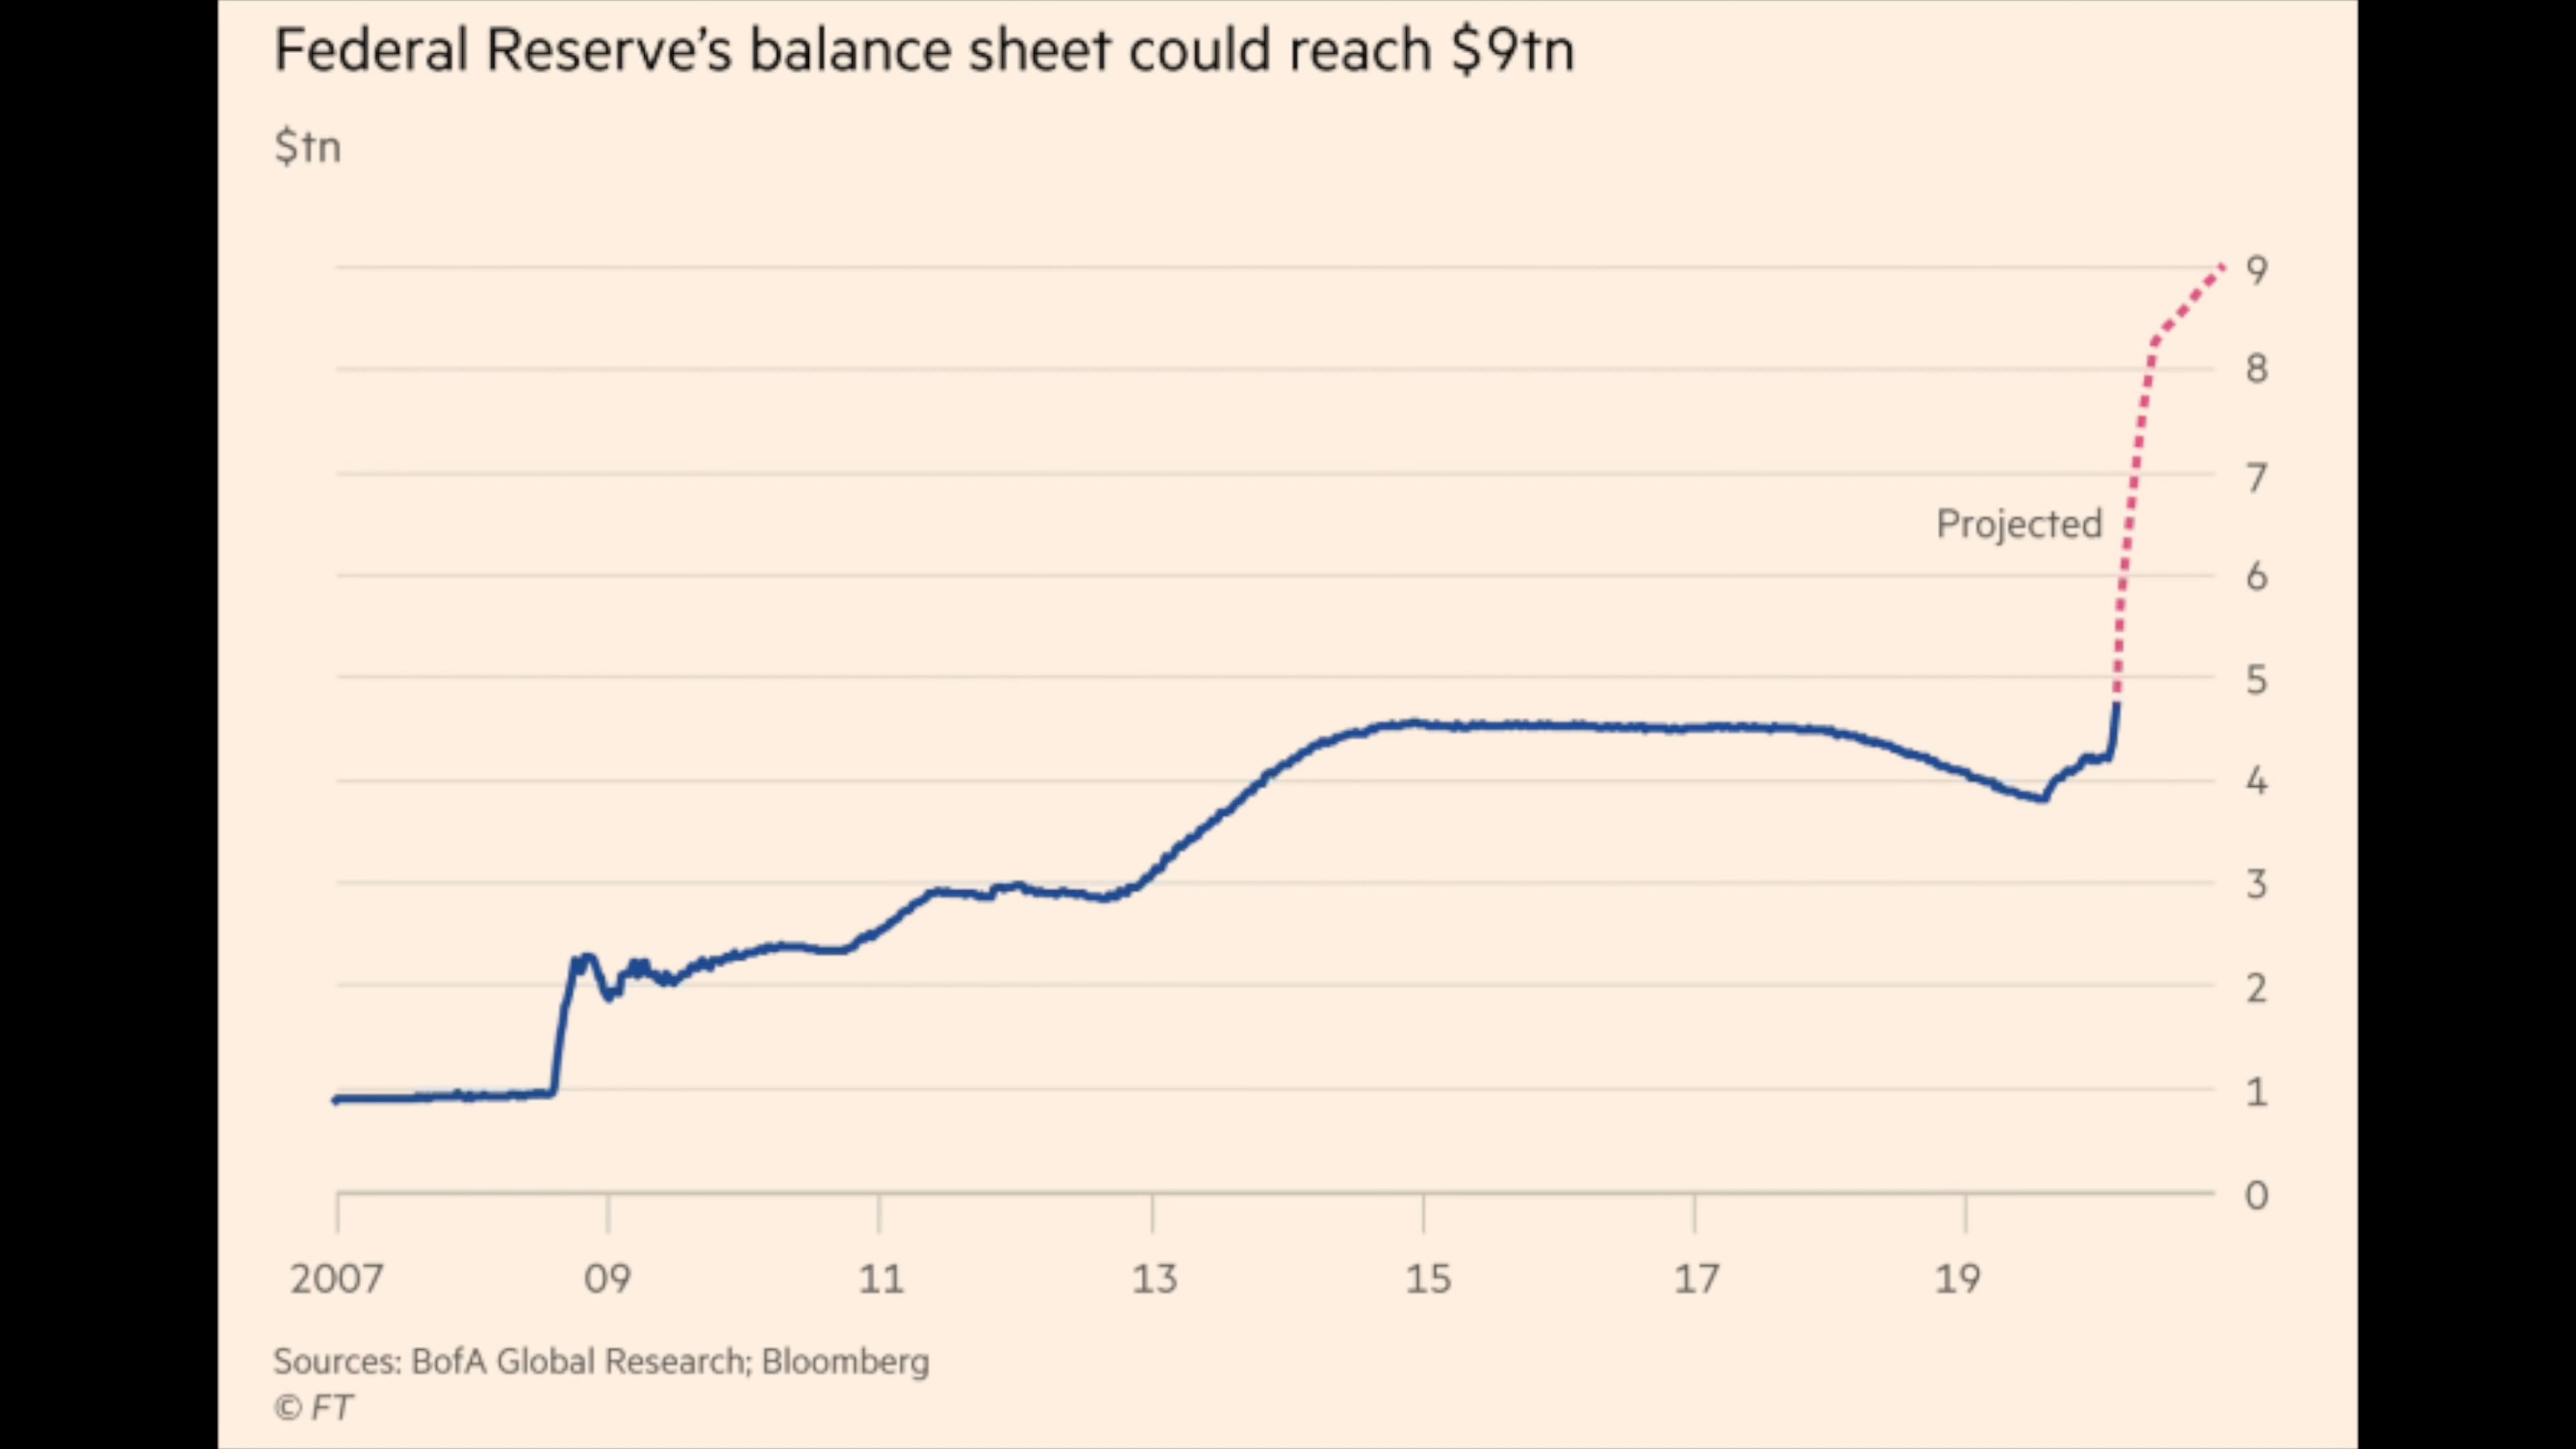 Federal Reserve’s balance sheet could reach $9tn
$tn
9
8
7
Projected
6
5
4
3
2
1
0
2007 09 11 13 15 17 19
Sources: BofA Global Research; Bloomberg
© FT